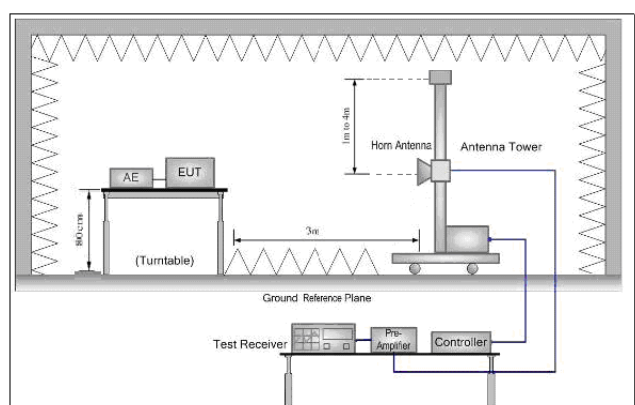 1m to 4m
Horn Antenna
Antenna Tower
AE
EUT
80cm
(Turntable)
3m
Ground Reference Plane
Test Receiver
Pre-
Amplifier
Controller